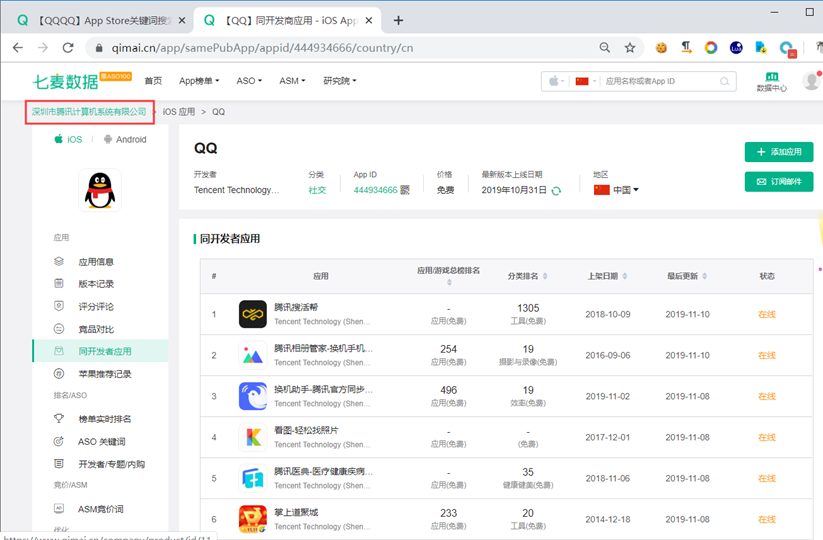 【QQQQ】App Store关键词搜
【QQ】同开发商应用 - iOS App
qimai.cn/app/samePubApp/appid/444934666/country/cn
七麦数据
原ASO100
首页 App榜单 ASO ASM 研究院
应用名称或者App ID
数据中心
深圳市腾讯计算机系统有限公司 > iOS 应用 > QQ
iOS Android
QQ
添加应用
开发者 分类 App ID 价格 最新版本上线日期 地区
Tencent Technology... 社交 444934666 免费 2019年10月31日 中国
订阅邮件
应用
应用信息
版本记录
评分评论
竞品对比
同开发者应用
苹果推荐记录
排名/ASO
榜单实时排名
ASO 关键词
开发者/专题/内购
竞价/ASM
ASM竞价词
同开发者应用
# 应用 应用/游戏总榜排名 分类排名 上架日期 最后更新 状态
1 腾讯搜活帮 - 1305 2018-10-09 2019-11-10 在线
Tencent Technology (Shen... 应用(免费) 工具(免费)
2 腾讯相册管家-换机手机... 254 19 2016-09-06 2019-11-10 在线
Tencent Technology (Shen... 应用(免费) 摄影与录像(免费)
3 换机助手-腾讯官方同步... 496 19 2019-11-02 2019-11-08 在线
Tencent Technology (Shen... 应用(免费) 效率(免费)
4 看图-轻松找照片 - - 2017-12-01 2019-11-08 在线
Tencent Technology (Shen... (免费) (免费)
5 腾讯医典-医疗健康疾病... - 35 2018-11-06 2019-11-08 在线
Tencent Technology (Shen... 应用(免费) 健康健美(免费)
6 掌上道聚城 233 20 2014-12-18 2019-11-08 在线
Tencent Technology (Shen... 应用(免费) 工具(免费)